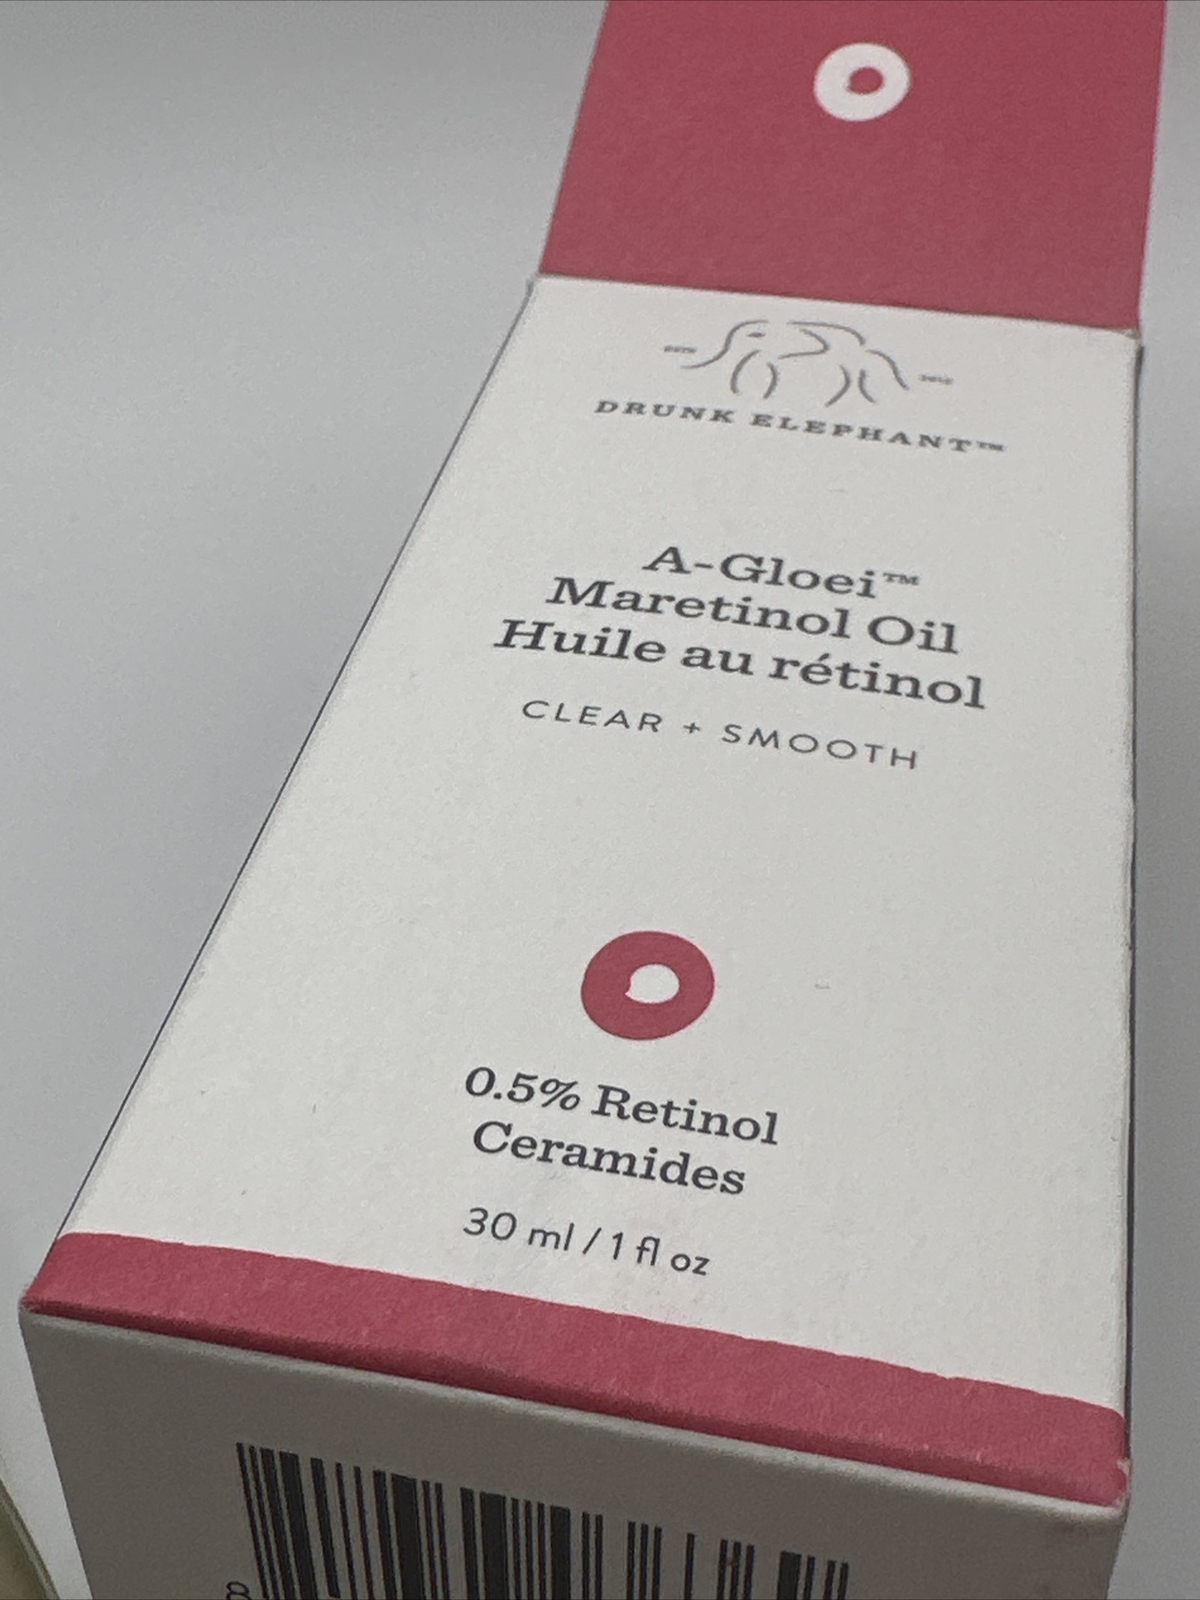 DRUNK ELEPHANT™
A-Gloei™
Maretinol Oil
Huile au rétinol
CLEAR + SMOOTH
0.5% Retinol
Ceramides
30 ml / 1 fl oz
8